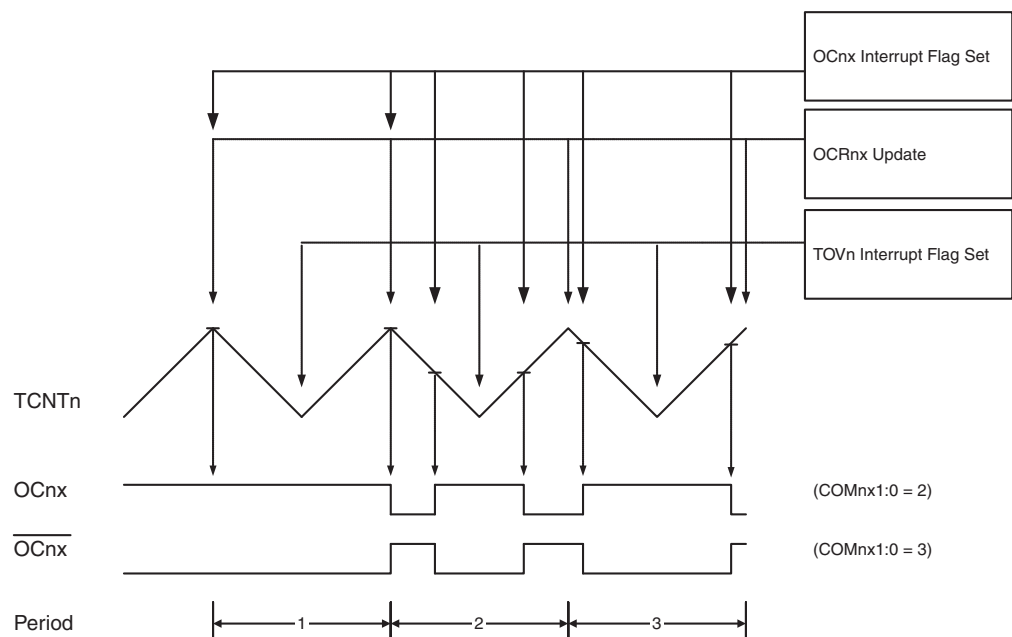 OCnx Interrupt Flag Set
OCRnx Update
TOVn Interrupt Flag Set
TCNTn
OCnx (COMnx1:0 = 2)
OCnx (COMnx1:0 = 3)
Period 1 2 3